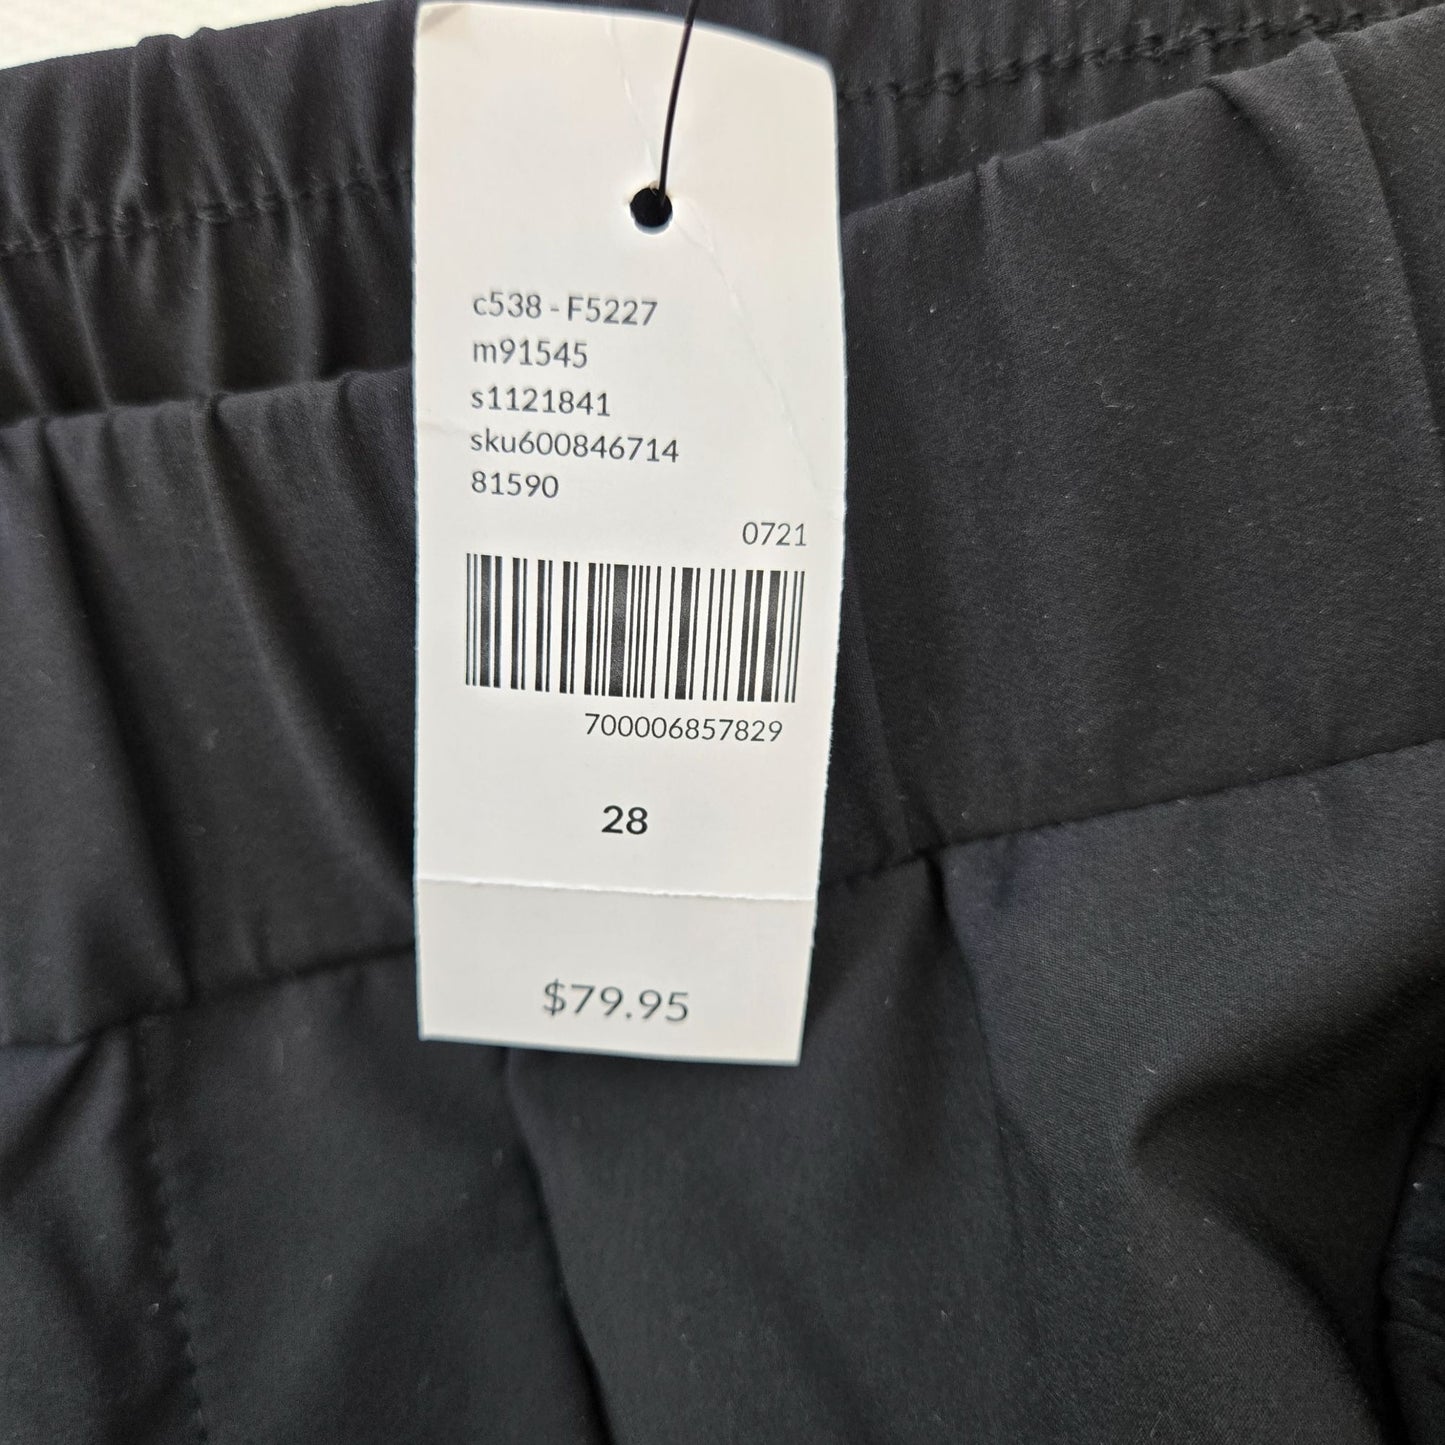 c538 - F5227
m91545
s1121841
sku600846714
81590
0721
700006857829
28
$79.95